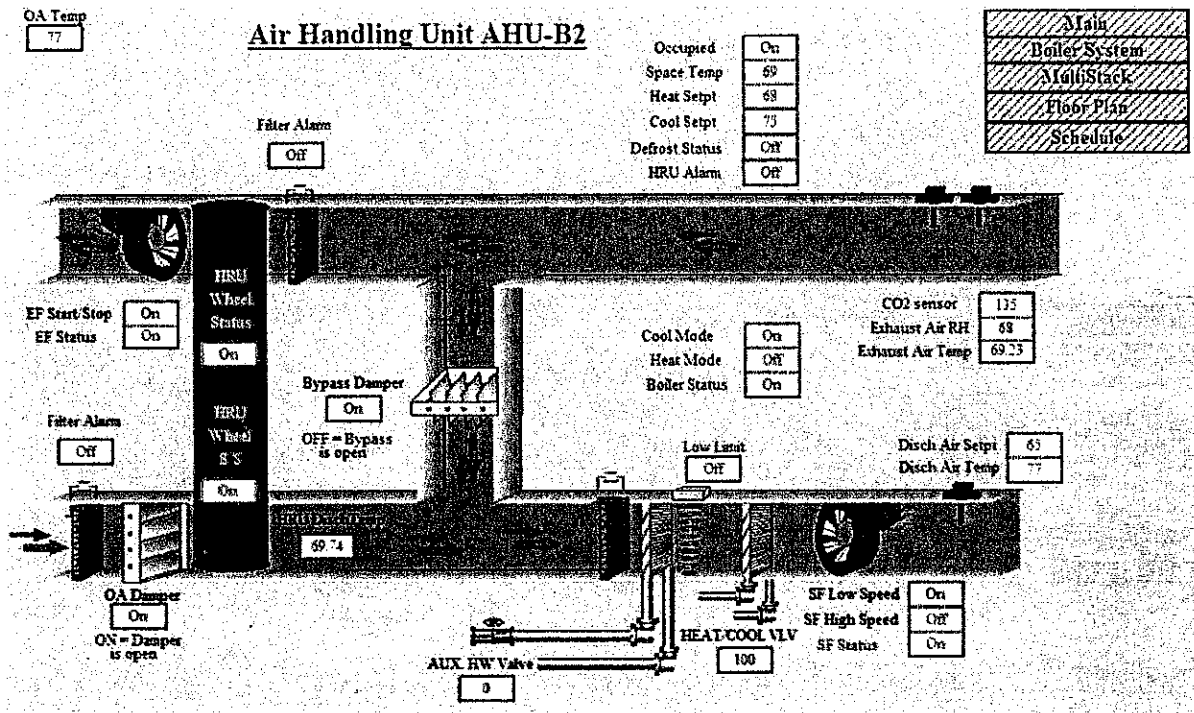 OA Temp
77
Air Handling Unit AHU-B2
Occupied On
Space Temp 69
Heat Setpt 68
Cool Setpt 75
Defrost Status Off
HRU Alarm Off
Main
Boiler System
MultiStack
Floor Plan
Schedule
Filter Alarm
Off
HRU
Wheel
Status
On
EF Start/Stop On
EF Status On
CO2 sensor 135
Exhaust Air RH 68
Exhaust Air Temp 69.23
Cool Mode On
Heat Mode Off
Boiler Status On
Bypass Damper
On
OFF = Bypass
is open
Filter Alarm
Off
HRU
Wheel
S/S
On
Low Limit
Off
Disch Air Setpt 65
Disch Air Temp 77
69.74
OA Damper
On
ON = Damper
is open
SF Low Speed On
SF High Speed Off
SF Status On
HEAT/COOL VLV
100
AUX. HW Valve
0